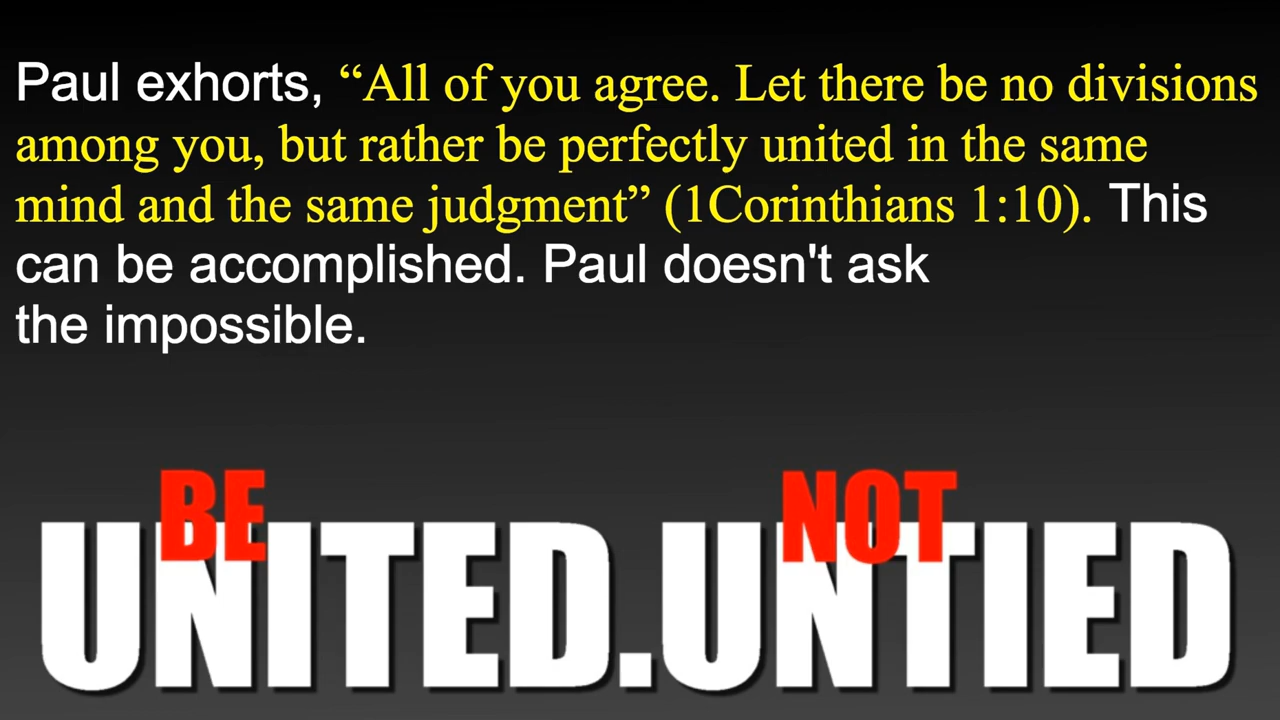 Paul exhorts, “All of you agree. Let there be no divisions
among you, but rather be perfectly united in the same
mind and the same judgment” (1Corinthians 1:10). This
can be accomplished. Paul doesn't ask
the impossible.
BE NOT
UNITED.UNTIED